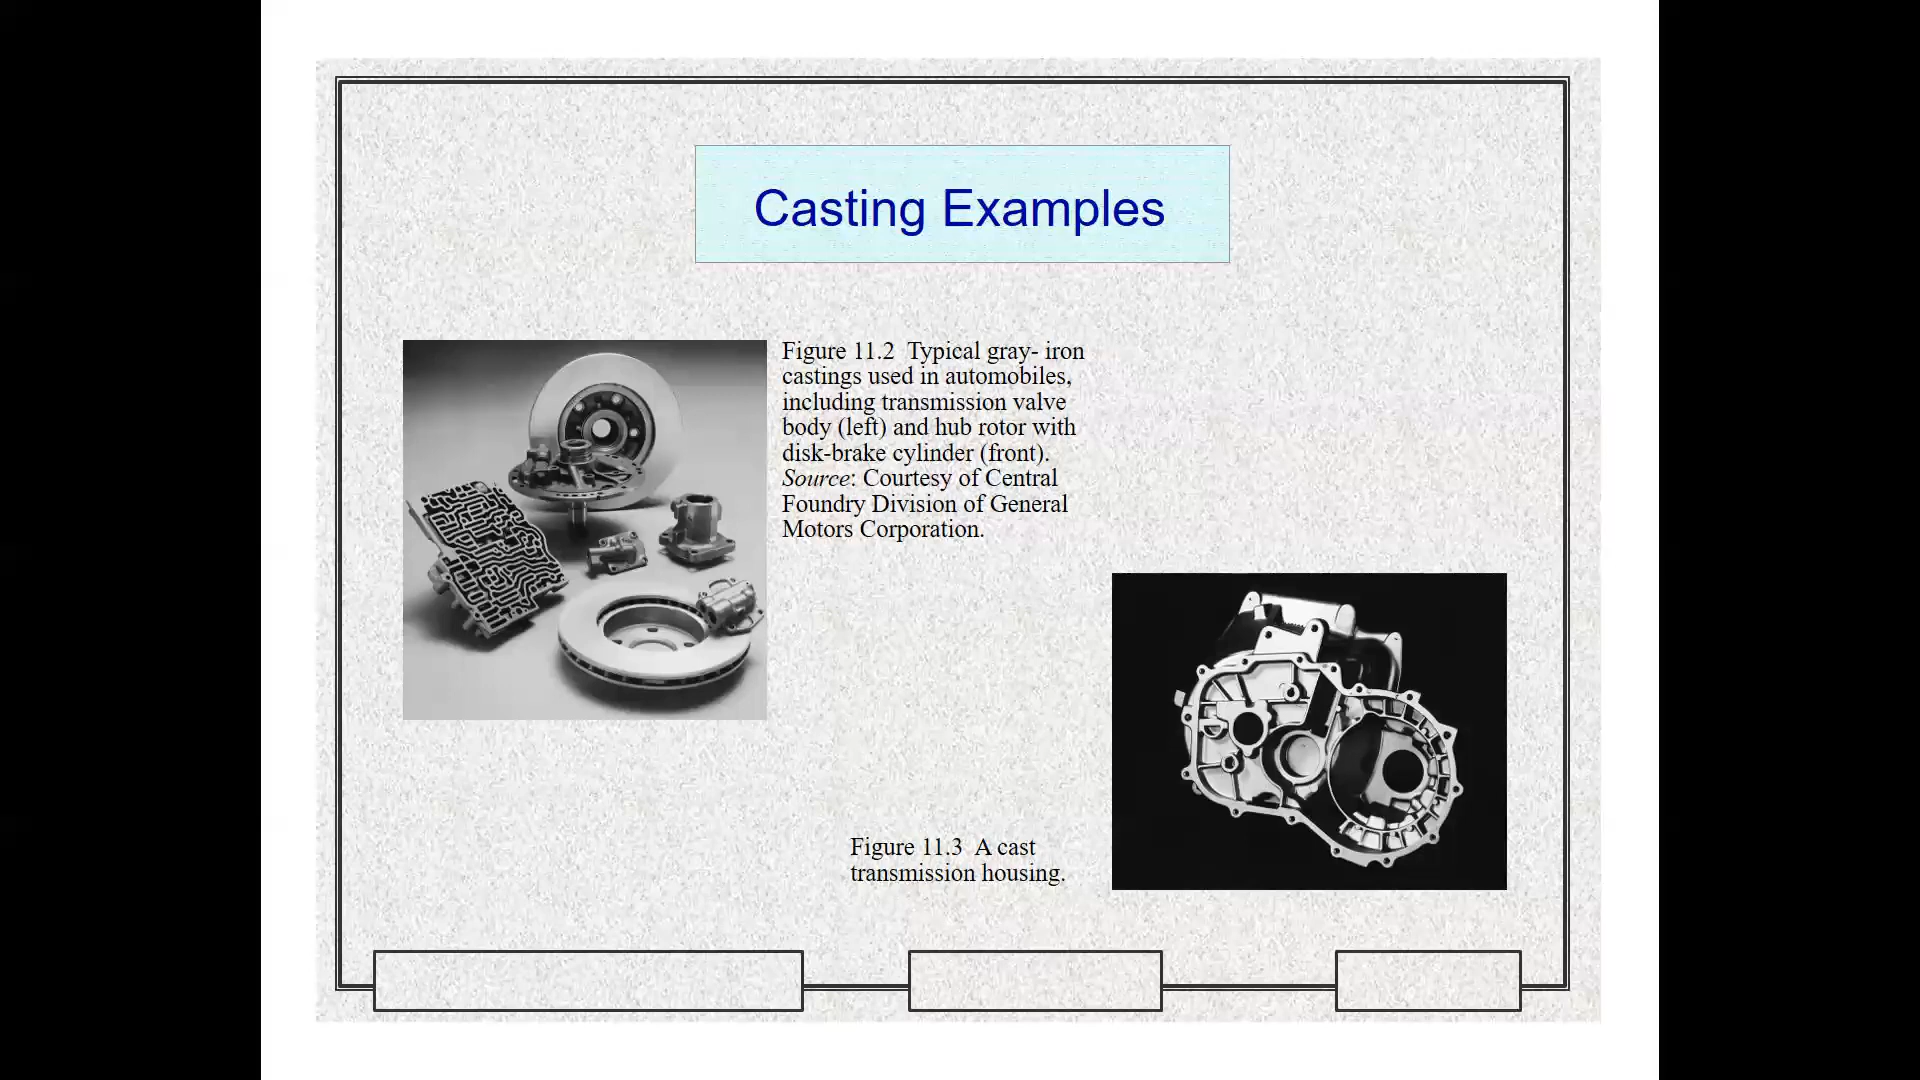 Casting Examples
Figure 11.2  Typical gray- iron
castings used in automobiles,
including transmission valve
body (left) and hub rotor with
disk-brake cylinder (front).
Source: Courtesy of Central
Foundry Division of General
Motors Corporation.
Figure 11.3  A cast
transmission housing.